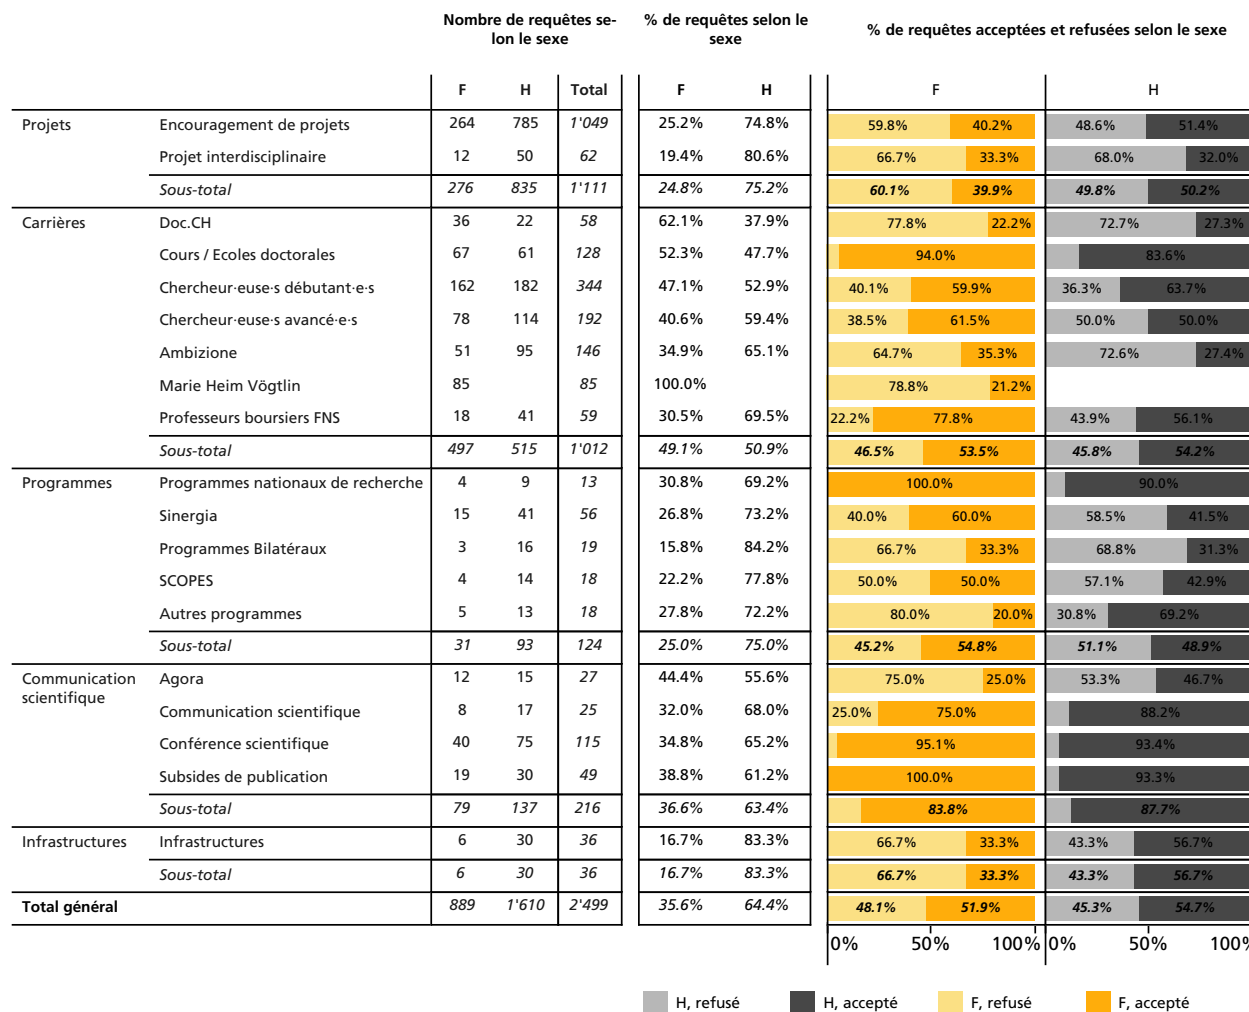 Nombre de requêtes se-
lon le sexe
% de requêtes selon le
sexe
% de requêtes acceptées et refusées selon le sexe
F H Total F H F H
Projets Encouragement de projets 264 785 1'049 25.2% 74.8% 59.8% 40.2% 48.6% 51.4%
Projet interdisciplinaire 12 50 62 19.4% 80.6% 66.7% 33.3% 68.0% 32.0%
Sous-total 276 835 1'111 24.8% 75.2% 60.1% 39.9% 49.8% 50.2%
Carrières Doc.CH 36 22 58 62.1% 37.9% 77.8% 22.2% 72.7% 27.3%
Cours / Ecoles doctorales 67 61 128 52.3% 47.7% 94.0% 83.6%
Chercheur·euse·s débutant·e·s 162 182 344 47.1% 52.9% 40.1% 59.9% 36.3% 63.7%
Chercheur·euse·s avancé·e·s 78 114 192 40.6% 59.4% 38.5% 61.5% 50.0% 50.0%
Ambizione 51 95 146 34.9% 65.1% 64.7% 35.3% 72.6% 27.4%
Marie Heim Vögtlin 85 85 100.0% 78.8% 21.2%
Professeurs boursiers FNS 18 41 59 30.5% 69.5% 22.2% 77.8% 43.9% 56.1%
Sous-total 497 515 1'012 49.1% 50.9% 46.5% 53.5% 45.8% 54.2%
Programmes Programmes nationaux de recherche 4 9 13 30.8% 69.2% 100.0% 90.0%
Sinergia 15 41 56 26.8% 73.2% 40.0% 60.0% 58.5% 41.5%
Programmes Bilatéraux 3 16 19 15.8% 84.2% 66.7% 33.3% 68.8% 31.3%
SCOPES 4 14 18 22.2% 77.8% 50.0% 50.0% 57.1% 42.9%
Autres programmes 5 13 18 27.8% 72.2% 80.0% 20.0% 30.8% 69.2%
Sous-total 31 93 124 25.0% 75.0% 45.2% 54.8% 51.1% 48.9%
Communication
scientifique
Agora 12 15 27 44.4% 55.6% 75.0% 25.0% 53.3% 46.7%
Communication scientifique 8 17 25 32.0% 68.0% 25.0% 75.0% 88.2%
Conférence scientifique 40 75 115 34.8% 65.2% 95.1% 93.4%
Subsides de publication 19 30 49 38.8% 61.2% 100.0% 93.3%
Sous-total 79 137 216 36.6% 63.4% 83.8% 87.7%
Infrastructures Infrastructures 6 30 36 16.7% 83.3% 66.7% 33.3% 43.3% 56.7%
Sous-total 6 30 36 16.7% 83.3% 66.7% 33.3% 43.3% 56.7%
Total général 889 1'610 2'499 35.6% 64.4% 48.1% 51.9% 45.3% 54.7%
0% 50% 100% 0% 50% 100%
H, refusé H, accepté F, refusé F, accepté